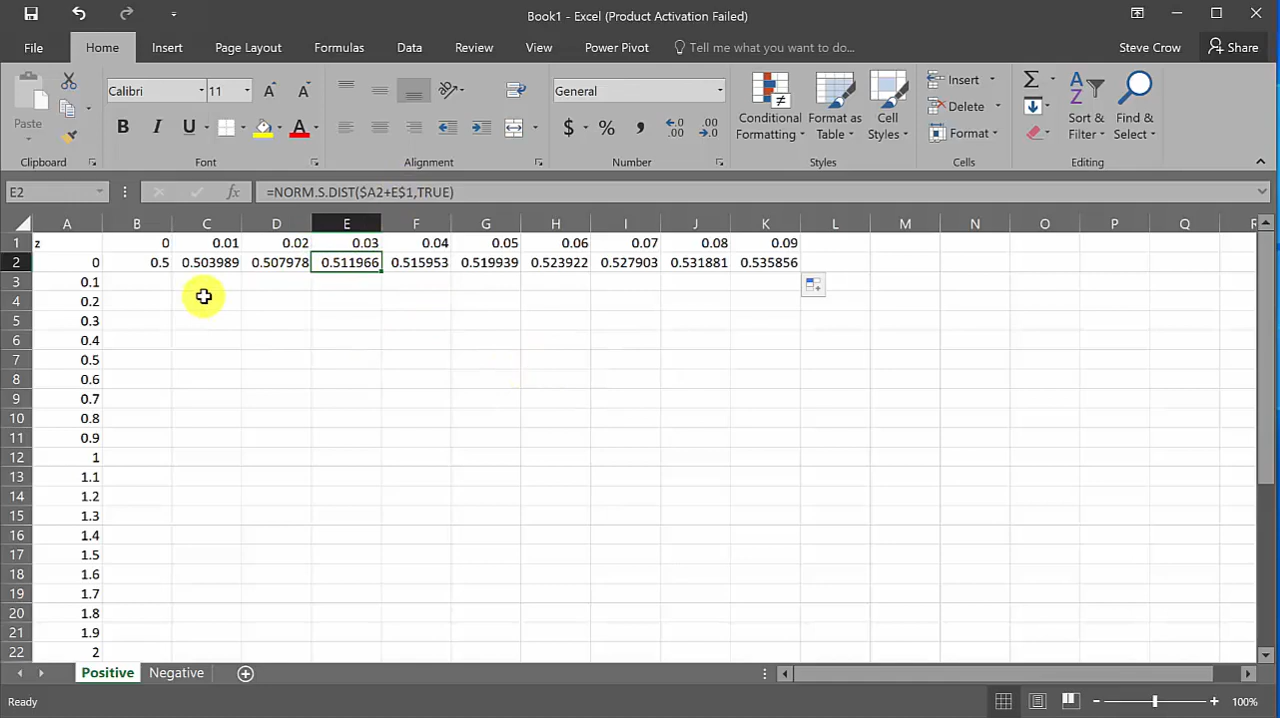 Book1 - Excel (Product Activation Failed)
File Home Insert Page Layout Formulas Data Review View Power Pivot Tell me what you want to do... Steve Crow Share
Paste
Clipboard
Calibri 11
B I U A
Font
Alignment
General
$ % , .00
Number
Conditional Formatting
Format as Table
Cell Styles
Styles
Insert
Delete
Format
Cells
Sort & Filter
Find & Select
Editing
E2 fx =NORM.S.DIST($A2+E$1,TRUE)
A B C D E F G H I J K L M N O P Q R
1 z 0 0.01 0.02 0.03 0.04 0.05 0.06 0.07 0.08 0.09
2 0 0.5 0.503989 0.507978 0.511966 0.515953 0.519939 0.523922 0.527903 0.531881 0.535856
3 0.1
4 0.2
5 0.3
6 0.4
7 0.5
8 0.6
9 0.7
10 0.8
11 0.9
12 1
13 1.1
14 1.2
15 1.3
16 1.4
17 1.5
18 1.6
19 1.7
20 1.8
21 1.9
22 2
Positive Negative
Ready 100%